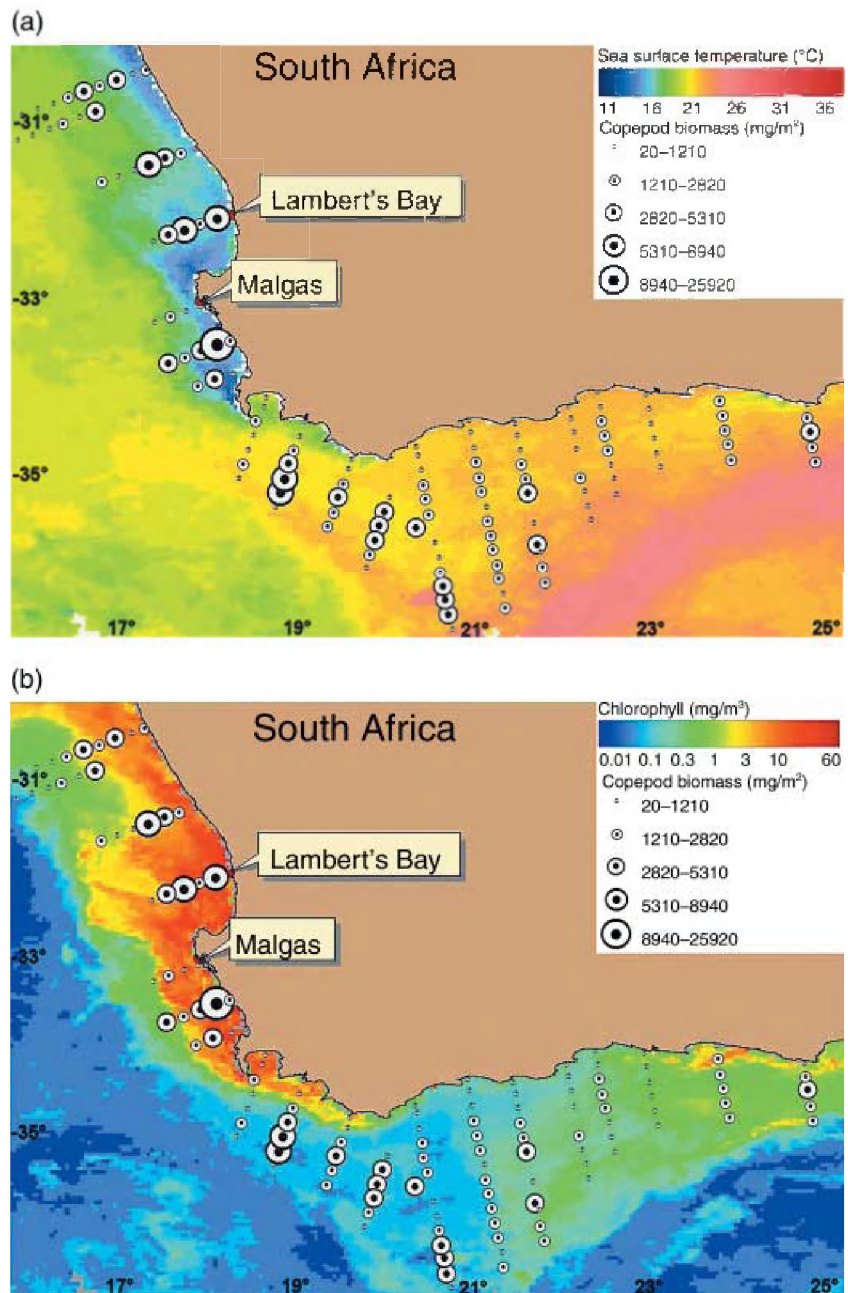 (a)
South Africa
Sea surface temperature (°C)
11 16 21 26 31 36
Copepod biomass (mg/m²)
20–1210
1210–2820
2820–5310
5310–8940
8940–25920
-31°
Lambert's Bay
Malgas
-33°
-35°
17° 19° 21° 23° 25°
(b)
South Africa
Chlorophyll (mg/m³)
0.01 0.1 0.3 1 3 10 60
Copepod biomass (mg/m²)
20–1210
1210–2820
2820–5310
5310–8940
8940–25920
-31°
Lambert's Bay
Malgas
-33°
-35°
17° 19° 21° 23° 25°